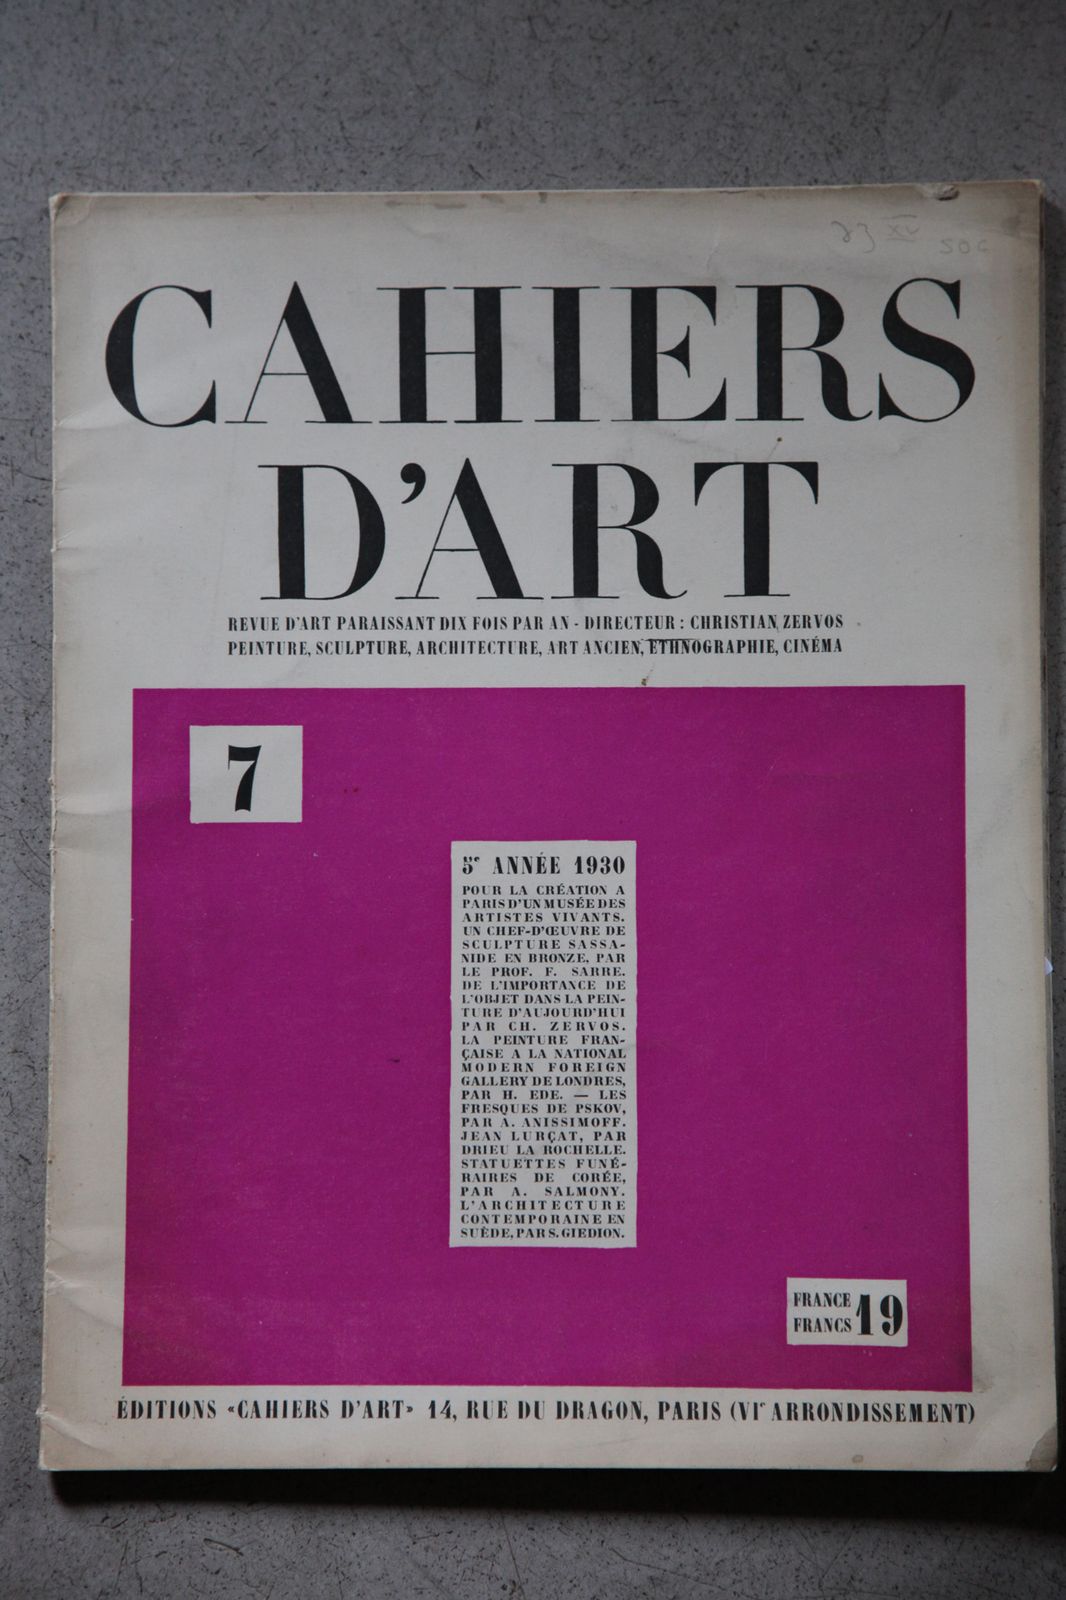 CAHIERS
D'ART
REVUE D'ART PARAISSANT DIX FOIS PAR AN - DIRECTEUR : CHRISTIAN ZERVOS
PEINTURE, SCULPTURE, ARCHITECTURE, ART ANCIEN, ETHNOGRAPHIE, CINÉMA
7
5e ANNÉE 1930
POUR LA CRÉATION A
PARIS D'UN MUSÉE DES
ARTISTES VIVANTS.
UN CHEF-D'ŒUVRE DE
SCULPTURE SASSA-
NIDE EN BRONZE, PAR
LE PROF. F. SARRE.
DE L'IMPORTANCE DE
L'OBJET DANS LA PEIN-
TURE D'AUJOURD'HUI
PAR CH. ZERVOS.
LA PEINTURE FRAN-
ÇAISE A LA NATIONAL
MODERN FOREIGN
GALLERY DE LONDRES,
PAR H. EDE. — LES
FRESQUES DE PSKOV,
PAR A. ANISSIMOFF.
JEAN LURÇAT, PAR
DRIEU LA ROCHELLE.
STATUETTES FUNÉ-
RAIRES DE CORÉE,
PAR A. SALMONY.
L'ARCHITECTURE
CONTEMPORAINE EN
SUÈDE, PAR S. GIEDION.
FRANCE
FRANCS 19
ÉDITIONS «CAHIERS D'ART» 14, RUE DU DRAGON, PARIS (VIe ARRONDISSEMENT)